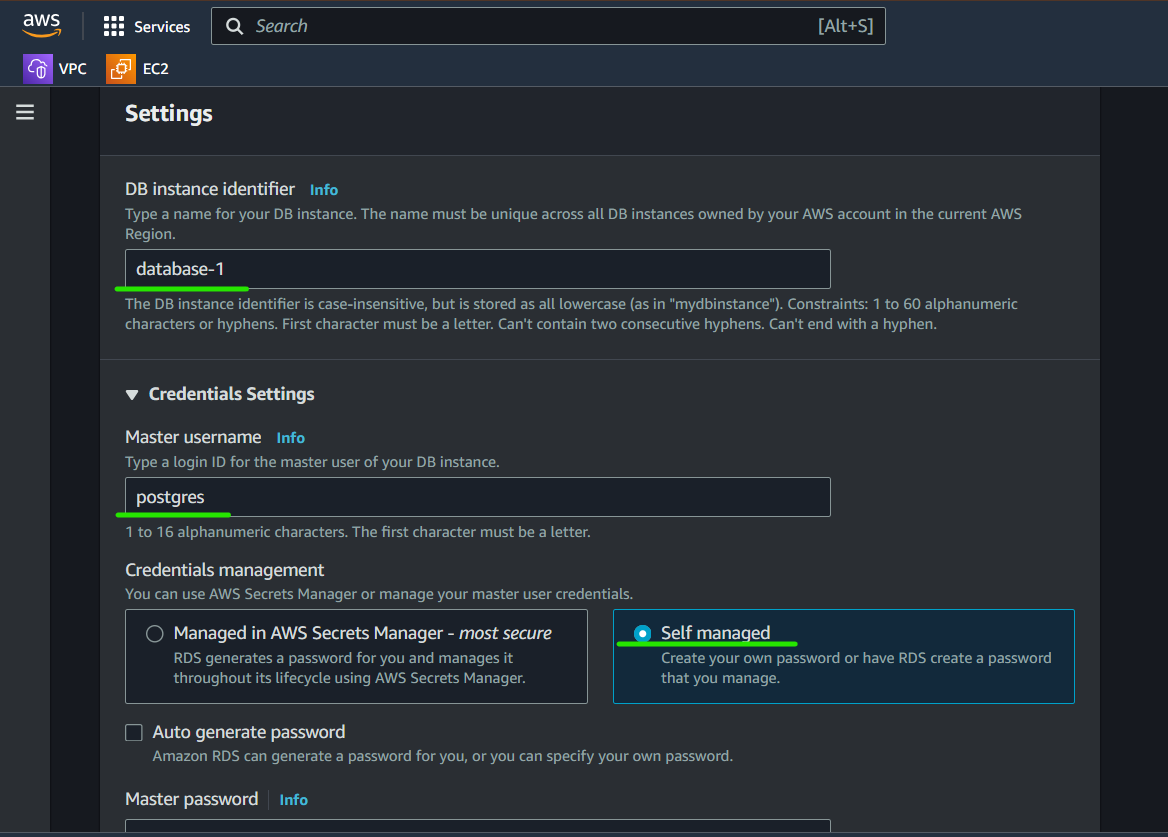 aws
Services
Search
[Alt+S]
VPC
EC2
Settings
DB instance identifier Info
Type a name for your DB instance. The name must be unique across all DB instances owned by your AWS account in the current AWS
Region.
database-1
The DB instance identifier is case-insensitive, but is stored as all lowercase (as in "mydbinstance"). Constraints: 1 to 60 alphanumeric
characters or hyphens. First character must be a letter. Can't contain two consecutive hyphens. Can't end with a hyphen.
Credentials Settings
Master username Info
Type a login ID for the master user of your DB instance.
postgres
1 to 16 alphanumeric characters. The first character must be a letter.
Credentials management
You can use AWS Secrets Manager or manage your master user credentials.
Managed in AWS Secrets Manager - most secure
RDS generates a password for you and manages it
throughout its lifecycle using AWS Secrets Manager.
Self managed
Create your own password or have RDS create a password
that you manage.
Auto generate password
Amazon RDS can generate a password for you, or you can specify your own password.
Master password Info